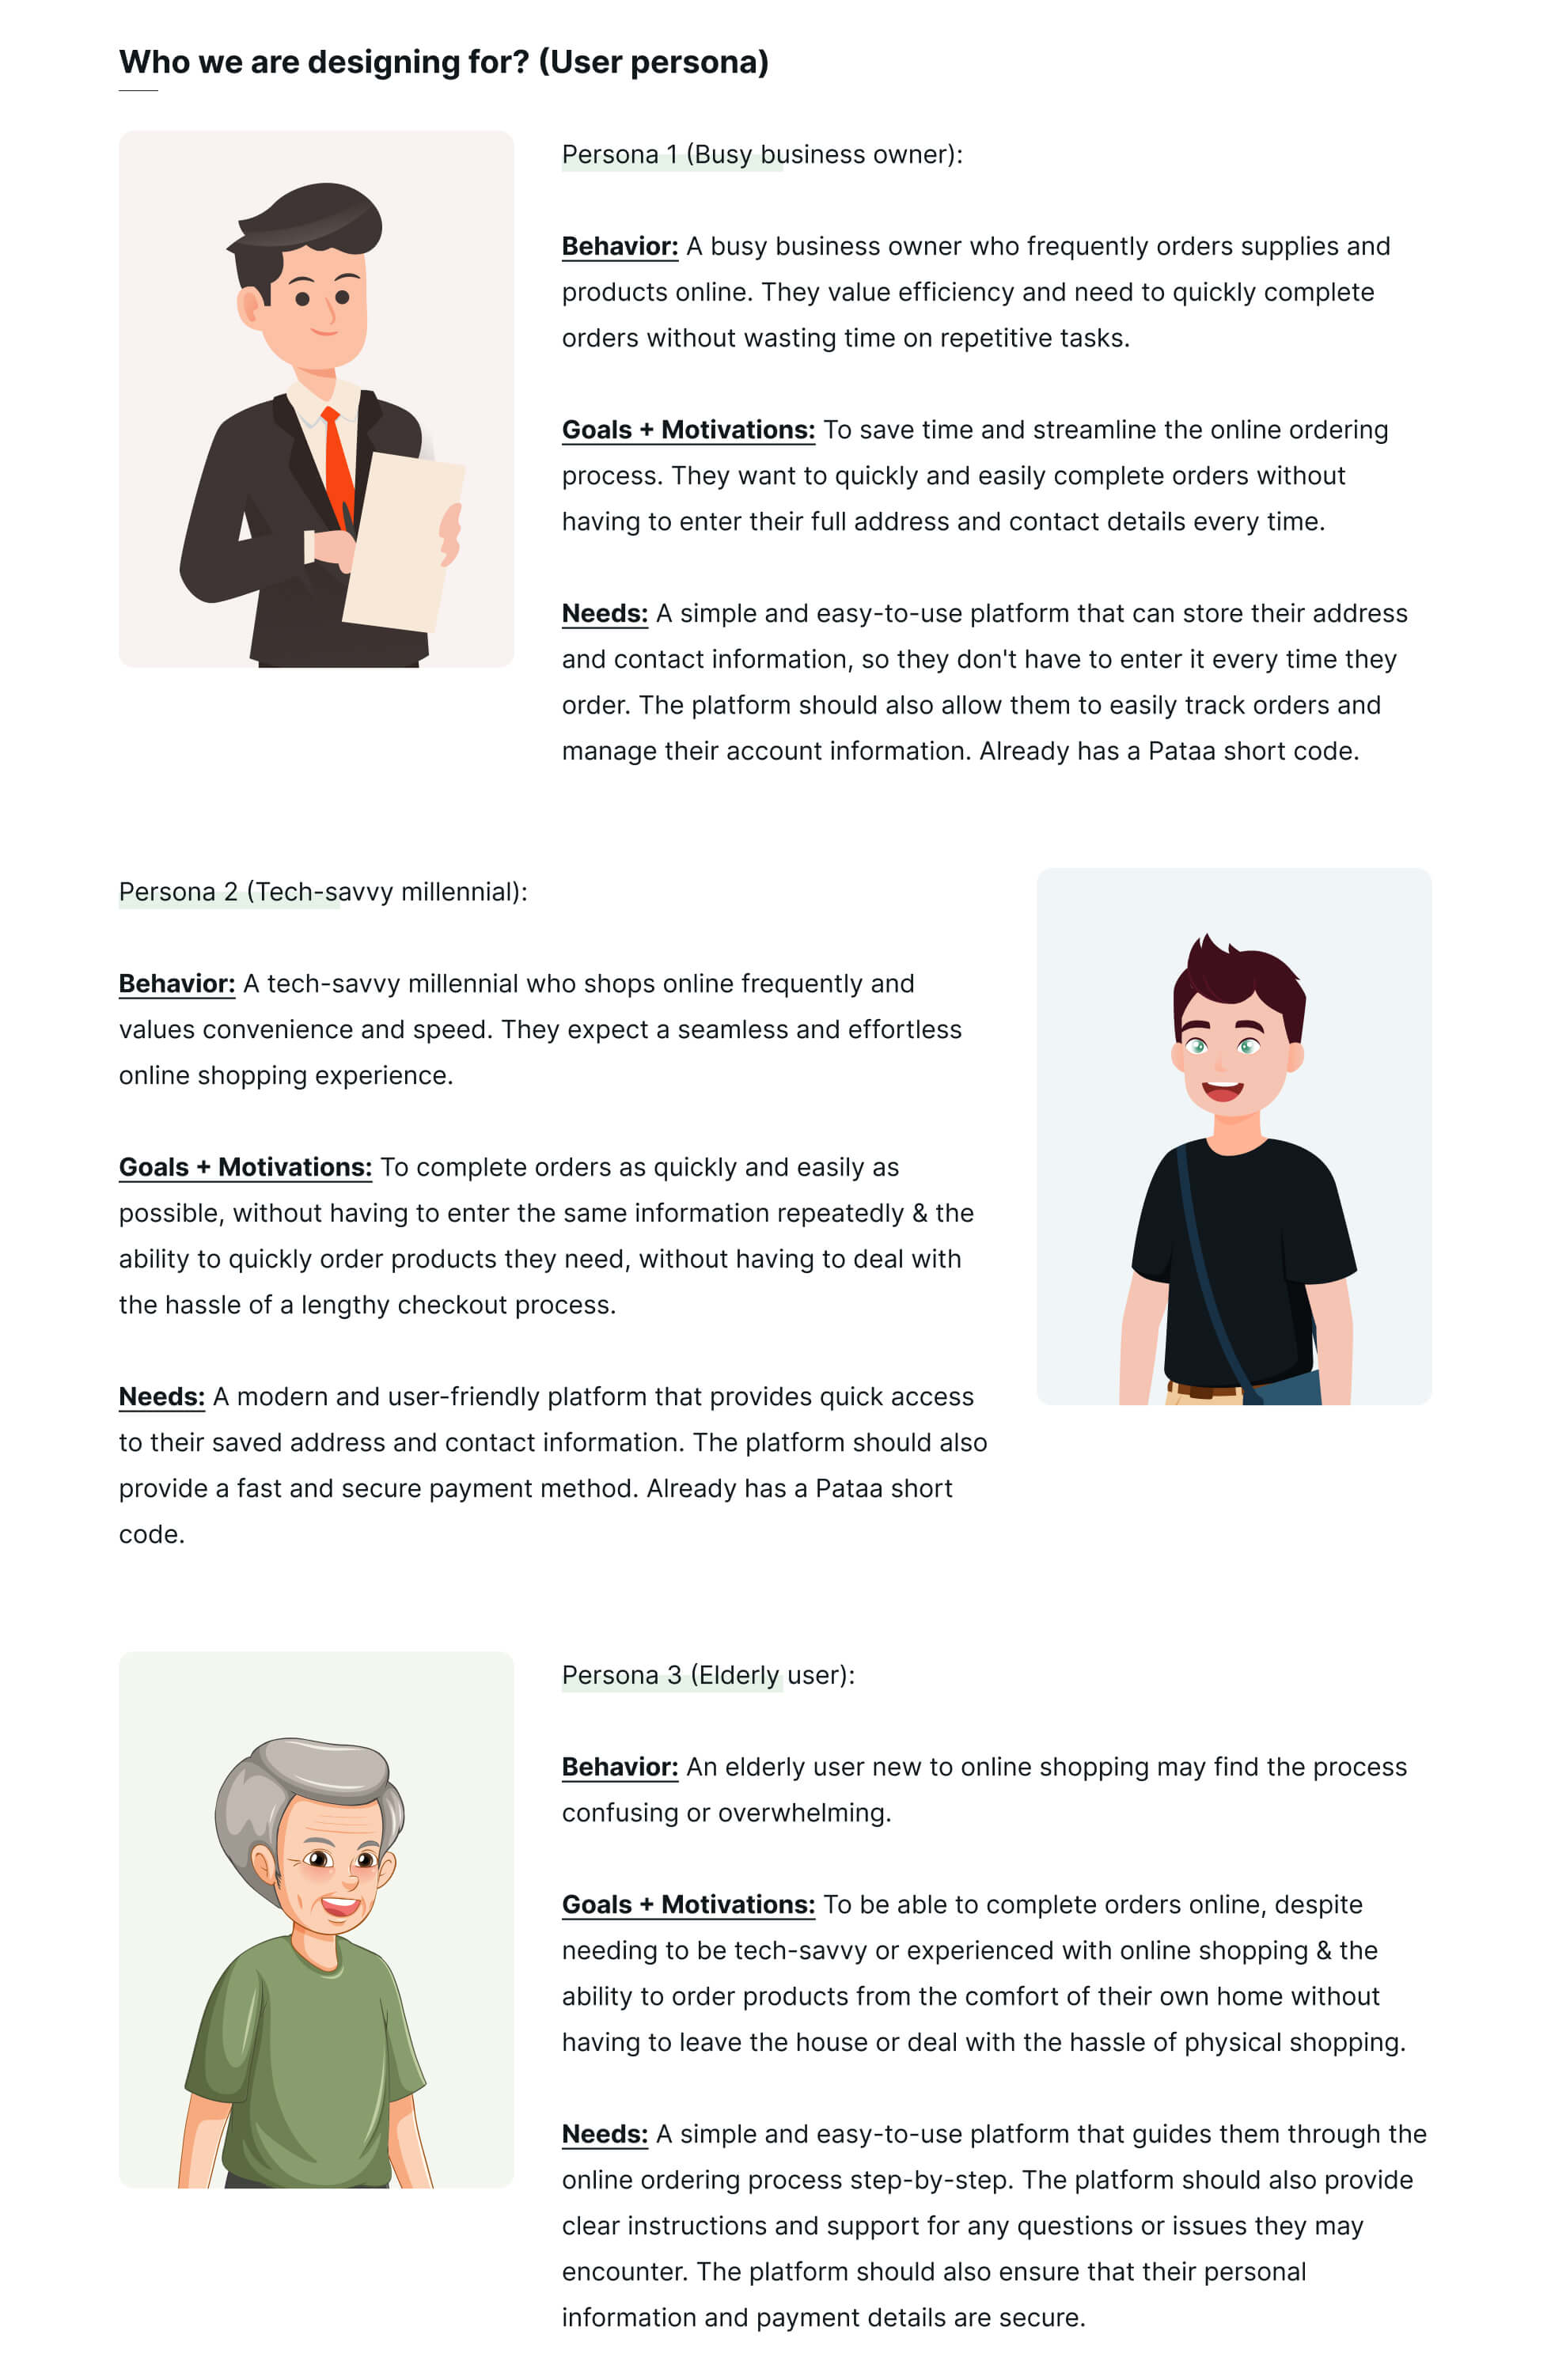 Who we are designing for? (User persona)
Persona 1 (Busy business owner):
Behavior: A busy business owner who frequently orders supplies and
products online. They value efficiency and need to quickly complete
orders without wasting time on repetitive tasks.
Goals + Motivations: To save time and streamline the online ordering
process. They want to quickly and easily complete orders without
having to enter their full address and contact details every time.
Needs: A simple and easy-to-use platform that can store their address
and contact information, so they don't have to enter it every time they
order. The platform should also allow them to easily track orders and
manage their account information. Already has a Pataa short code.
Persona 2 (Tech-savvy millennial):
Behavior: A tech-savvy millennial who shops online frequently and
values convenience and speed. They expect a seamless and effortless
online shopping experience.
Goals + Motivations: To complete orders as quickly and easily as
possible, without having to enter the same information repeatedly & the
ability to quickly order products they need, without having to deal with
the hassle of a lengthy checkout process.
Needs: A modern and user-friendly platform that provides quick access
to their saved address and contact information. The platform should also
provide a fast and secure payment method. Already has a Pataa short
code.
Persona 3 (Elderly user):
Behavior: An elderly user new to online shopping may find the process
confusing or overwhelming.
Goals + Motivations: To be able to complete orders online, despite
needing to be tech-savvy or experienced with online shopping & the
ability to order products from the comfort of their own home without
having to leave the house or deal with the hassle of physical shopping.
Needs: A simple and easy-to-use platform that guides them through the
online ordering process step-by-step. The platform should also provide
clear instructions and support for any questions or issues they may
encounter. The platform should also ensure that their personal
information and payment details are secure.